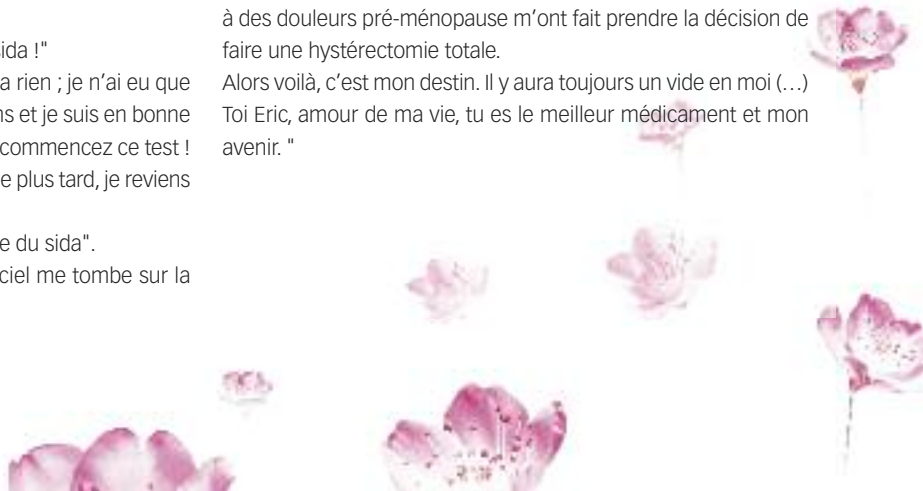 ida !"
a rien ; je n'ai eu que
ns et je suis en bonne
commencez ce test !
e plus tard, je reviens
e du sida".
ciel me tombe sur la
à des douleurs pré-ménopause m'ont fait prendre la décision de
faire une hystérectomie totale.
Alors voilà, c'est mon destin. Il y aura toujours un vide en moi (...)
Toi Eric, amour de ma vie, tu es le meilleur médicament et mon
avenir. "